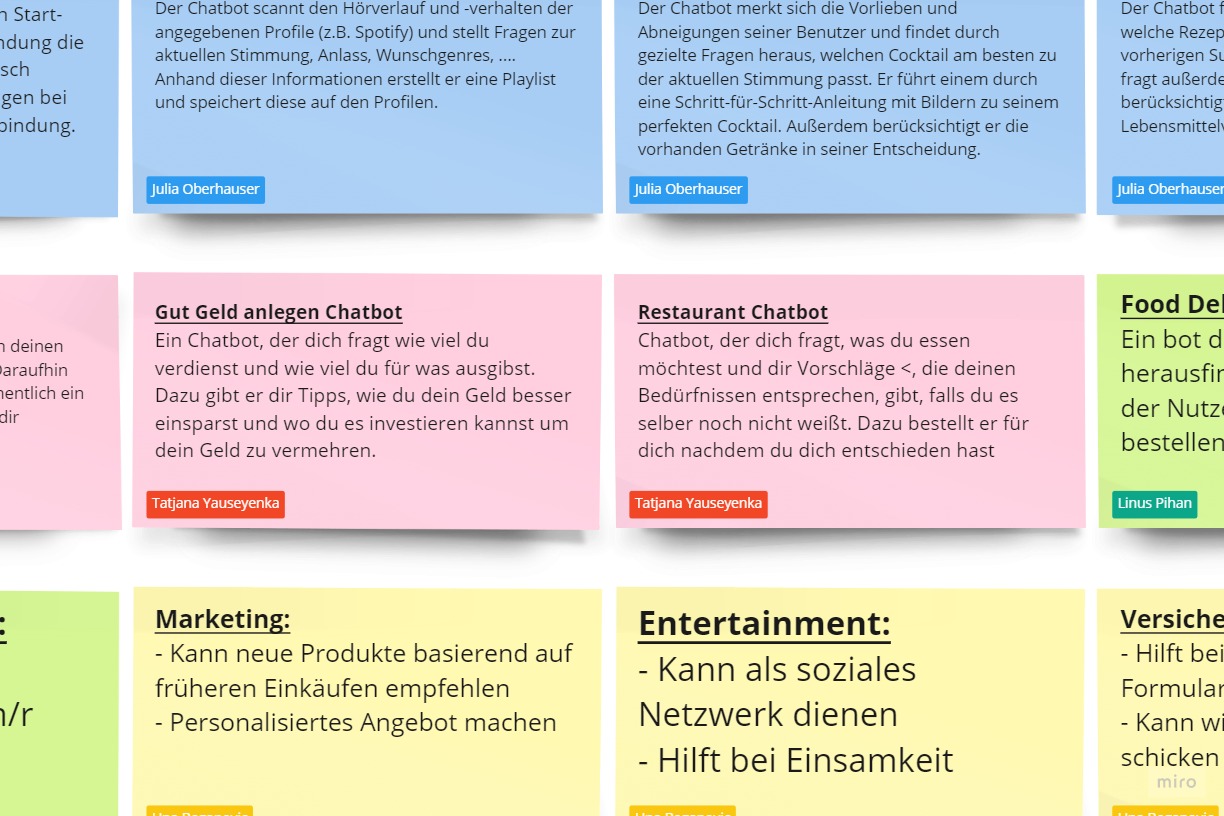 n Start-
ndung die
sch
gen bei
bindung.
Der Chatbot scannt den Hörverlauf und -verhalten der
angegebenen Profile (z.B. Spotify) und stellt Fragen zur
aktuellen Stimmung, Anlass, Wunschgenres, ....
Anhand dieser Informationen erstellt er eine Playlist
und speichert diese auf den Profilen.
Julia Oberhauser
Der Chatbot merkt sich die Vorlieben und
Abneigungen seiner Benutzer und findet durch
gezielte Fragen heraus, welchen Cocktail am besten zu
der aktuellen Stimmung passt. Er führt einem durch
eine Schritt-für-Schritt-Anleitung mit Bildern zu seinem
perfekten Cocktail. Außerdem berücksichtigt er die
vorhanden Getränke in seiner Entscheidung.
Julia Oberhauser
Der Chatbot f
welche Rezep
vorherigen Su
fragt außerde
berücksichtig
Lebensmittelv
Julia Oberhauser
n deinen
Daraufhin
nentlich ein
dir
Gut Geld anlegen Chatbot
Ein Chatbot, der dich fragt wie viel du
verdienst und wie viel du für was ausgibst.
Dazu gibt er dir Tipps, wie du dein Geld besser
einsparst und wo du es investieren kannst um
dein Geld zu vermehren.
Tatjana Yauseyenka
Restaurant Chatbot
Chatbot, der dich fragt, was du essen
möchtest und dir Vorschläge <, die deinen
Bedürfnissen entsprechen, gibt, falls du es
selber noch nicht weißt. Dazu bestellt er für
dich nachdem du dich entschieden hast
Tatjana Yauseyenka
Food Del
Ein bot d
herausfin
der Nutze
bestellen
Linus Pihan
:
n/r
Marketing:
- Kann neue Produkte basierend auf
früheren Einkäufen empfehlen
- Personalisiertes Angebot machen
Entertainment:
- Kann als soziales
Netzwerk dienen
- Hilft bei Einsamkeit
Versiche
- Hilft bei
Formular
- Kann wi
schicken
miro